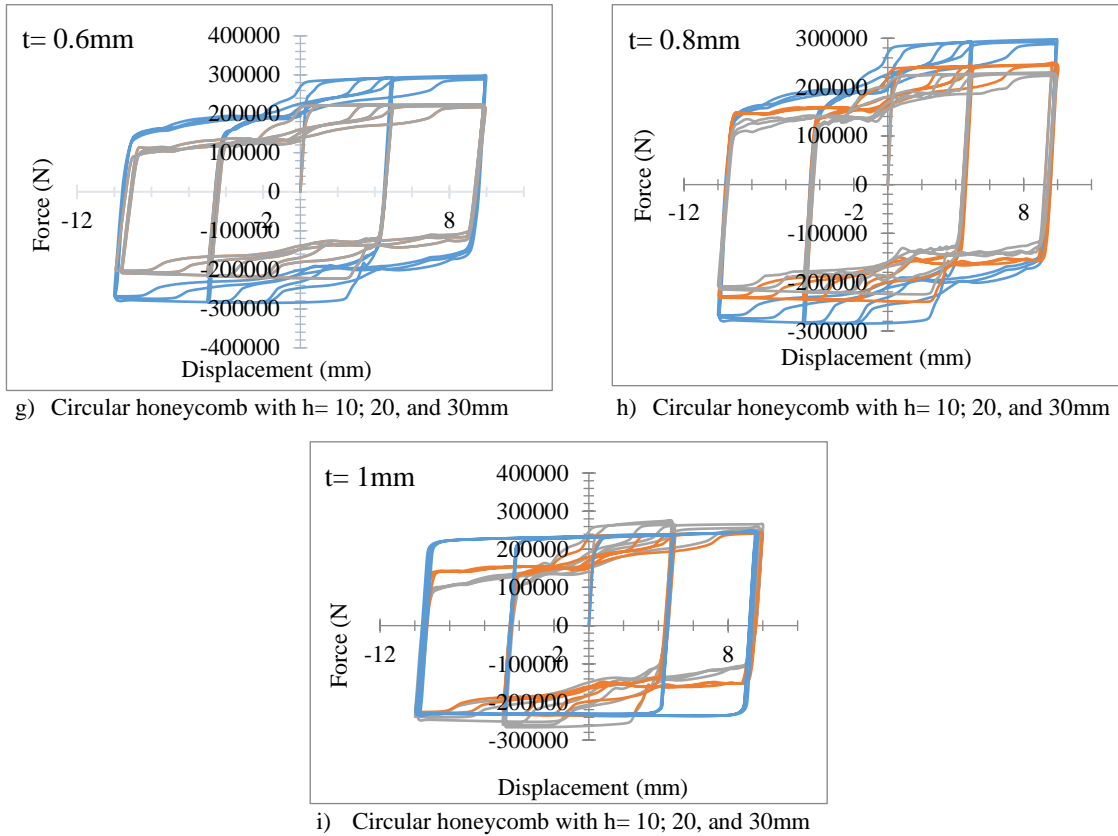 t= 0.6mm
400000
300000
200000
100000
0
-100000
-200000
-300000
-400000
-12
-2
8
Force (N)
Displacement (mm)
g) Circular honeycomb with h= 10; 20, and 30mm
t= 0.8mm
300000
200000
100000
0
-100000
-200000
-300000
-12
-2
8
Force (N)
Displacement (mm)
h) Circular honeycomb with h= 10; 20, and 30mm
t= 1mm
400000
300000
200000
100000
0
-100000
-200000
-300000
-12
-2
8
Force (N
Displacement (mm)
i) Circular honeycomb with h= 10; 20, and 30mm